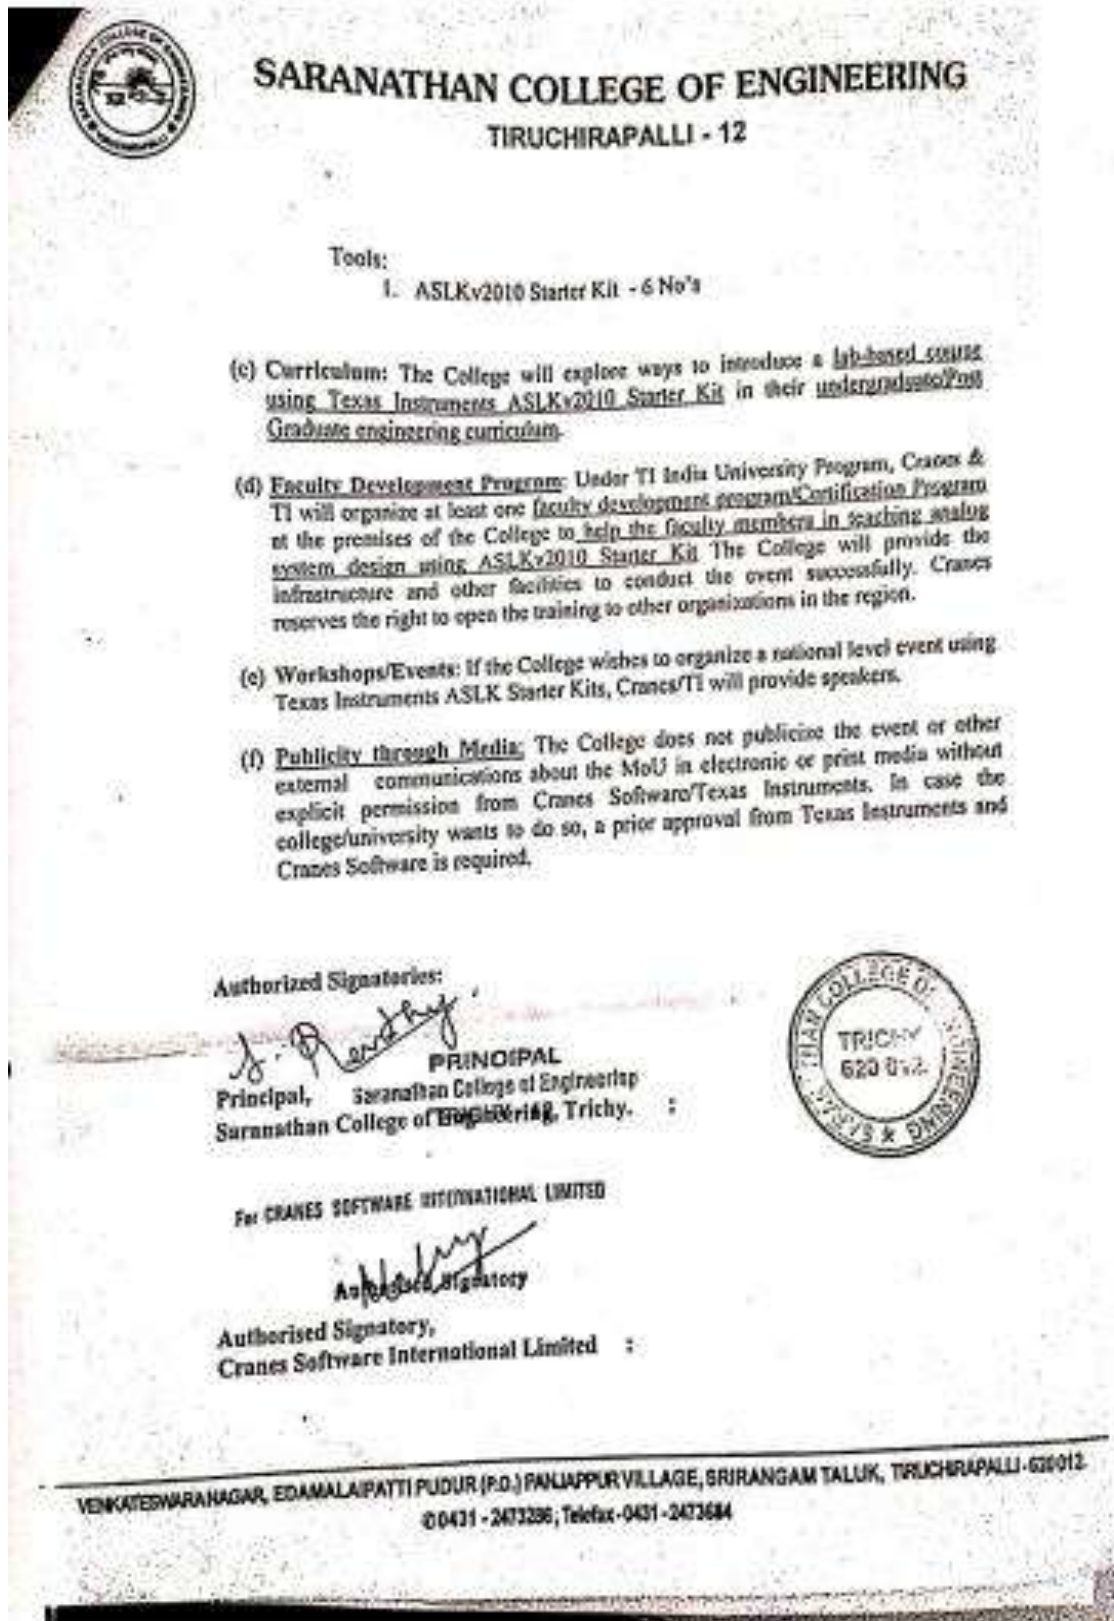 SARANATHAN COLLEGE OF ENGINEERING
TIRUCHIRAPALLI - 12
Tools:
1. ASLKv2010 Starter Kit - 6 No's
(c) Curriculum: The College will explore ways to introduce a lab-based course
using Texas Instruments ASLKv2010 Starter Kit in their undergraduate/Post
Graduate engineering curriculum.
(d) Faculty Development Program: Under TI India University Program, Cranes &
TI will organize at least one faculty development program/Certification Program
at the premises of the College to help the faculty members in teaching analog
system design using ASLKv2010 Starter Kit The College will provide the
infrastructure and other facilities to conduct the event successfully. Cranes
reserves the right to open the training to other organizations in the region.
(e) Workshops/Events: If the College wishes to organize a national level event using
Texas Instruments ASLK Starter Kits, Cranes/TI will provide speakers.
(f) Publicity through Media: The College does not publicize the event or other
external communications about the MoU in electronic or print media without
explicit permission from Cranes Software/Texas Instruments. In case the
college/university wants to do so, a prior approval from Texas Instruments and
Cranes Software is required.
Authorized Signatories:
PRINCIPAL
Saranathan College of Engineering
Principal,
Saranathan College of Engineering, Trichy. :
COLLEGE OF ENGINEERING
TRICHY
620 012
For CRANES SOFTWARE INTERNATIONAL LIMITED
Authorised Signatory
Authorised Signatory,
Cranes Software International Limited :
VENKATESWARA NAGAR, EDAMALAIPATTI PUDUR (P.O.) PANJAPPUR VILLAGE, SRIRANGAM TALUK, TIRUCHIRAPALLI - 620 012.
✆ 0431 - 2473286; Telefax - 0431 - 2473684